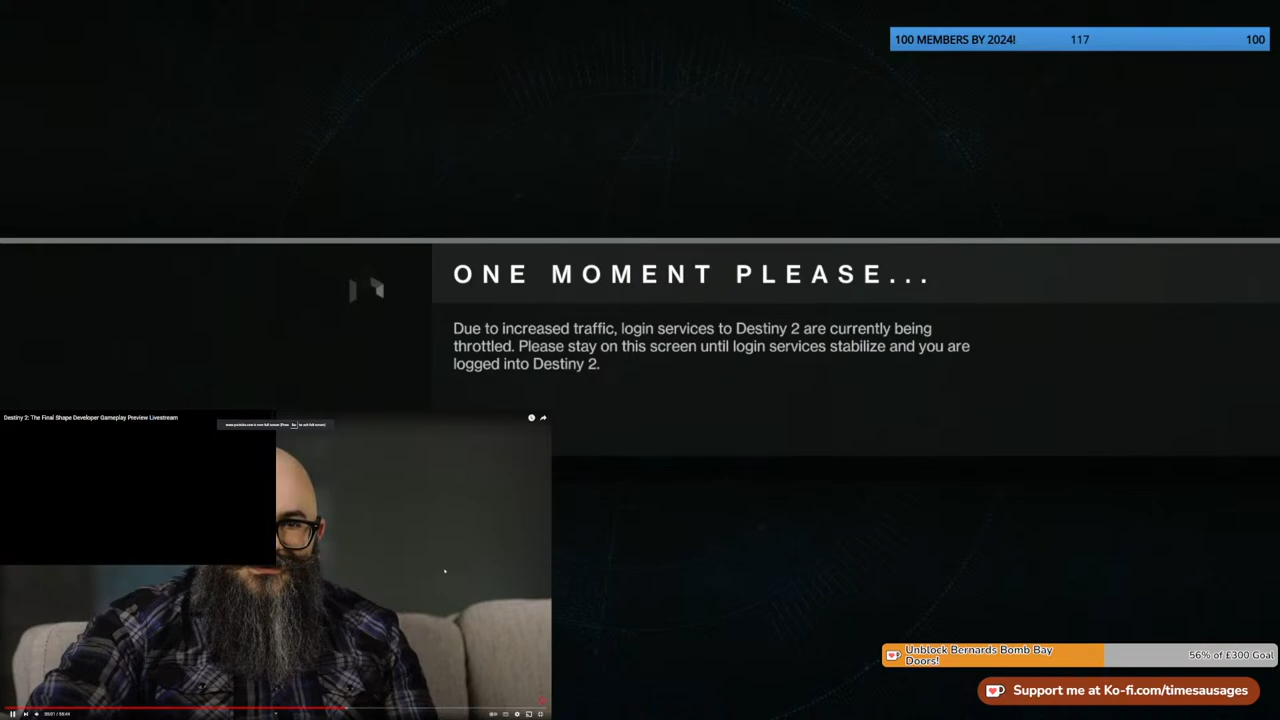 100 MEMBERS BY 2024! 117 100
ONE MOMENT PLEASE...
Due to increased traffic, login services to Destiny 2 are currently being
throttled. Please stay on this screen until login services stabilize and you are
logged into Destiny 2.
Destiny 2: The Final Shape Developer Gameplay Preview Livestream
Unblock Bernards Bomb Bay
Doors!
56% of £300 Goal
Support me at Ko-fi.com/timesausages